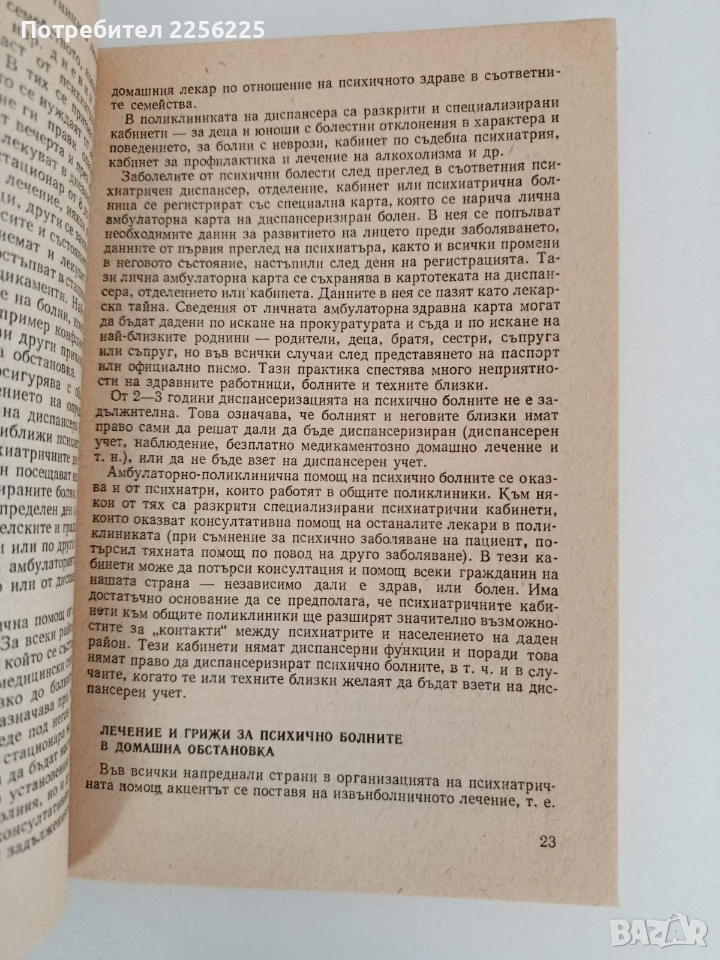 Потребител 2256225
домашния лекар по отношение на психичното здраве в съответни-
те семейства.
В поликлиниката на диспансера са разкрити и специализирани
кабинети — за деца и юноши с болестни отклонения в характера и
поведението, за болни с неврози, кабинет по съдебна психиатрия,
кабинет за профилактика и лечение на алкохолизма и др.
Заболелите от психични болести след преглед в съответния пси-
хиатричен диспансер, отделение, кабинет или психиатрична бол-
ница се регистрират със специална карта, която се нарича лична
амбулаторна карта на диспансеризиран болен. В нея се попълват
необходимите данни за развитието на лицето преди заболяването,
данните от първия преглед на психиатъра, както и всички промени
в неговото състояние, настъпили след деня на регистрацията. Та-
зи лична амбулаторна карта се съхранява в картотеката на диспан-
сера, отделението или кабинета. Данните в нея се пазят като лекар-
ска тайна. Сведения от личната амбулаторна здравна карта могат
да бъдат дадени по искане на прокуратурата и съда и по искане на
най-близките роднини — родители, деца, братя, сестри, съпруга
или съпруг, но във всички случаи след представянето на паспорт
или официално писмо. Тази практика спестява много неприятно-
сти на здравните работници, болните и техните близки.
От 2—3 години диспансеризацията на психично болните не е за-
дължителна. Това означава, че болният и неговите близки имат
право сами да решат дали да бъде диспансеризиран (диспансерен
учет, наблюдение, безплатно медикаментозно домашно лечение и
т. н.), или да не бъде взет на диспансерен учет.
Амбулаторно-поликлинична помощ на психично болните се оказ-
ва и от психиатри, които работят в общите поликлиники. Към ня-
кои от тях са разкрити специализирани психиатрични кабинети,
които оказват консултативна помощ на останалите лекари в поли-
клиниката (при съмнение за психично заболяване на пациент, по-
търсил тяхната помощ по повод на друго заболяване). В тези ка-
бинети може да потърси консултация и помощ всеки гражданин на
нашата страна — независимо дали е здрав, или болен. Има
достатъчно основание да се предполага, че психиатричните каби-
нети към общите поликлиники ще разширят значително възможно-
стите за „контакти“ между психиатрите и населението на даден
район. Тези кабинети нямат диспансерни функции и поради това
нямат право да диспансеризират психично болните, в т. ч. и в слу-
чаите, когато те или техните близки желаят да бъдат взети на дис-
пансерен учет.
ЛЕЧЕНИЕ И ГРИЖИ ЗА ПСИХИЧНО БОЛНИТЕ
В ДОМАШНА ОБСТАНОВКА
Във всички напреднали страни в организацията на психиатрич-
ната помощ акцентът се поставя на извънболничното лечение, т. е.
23
BAZAR